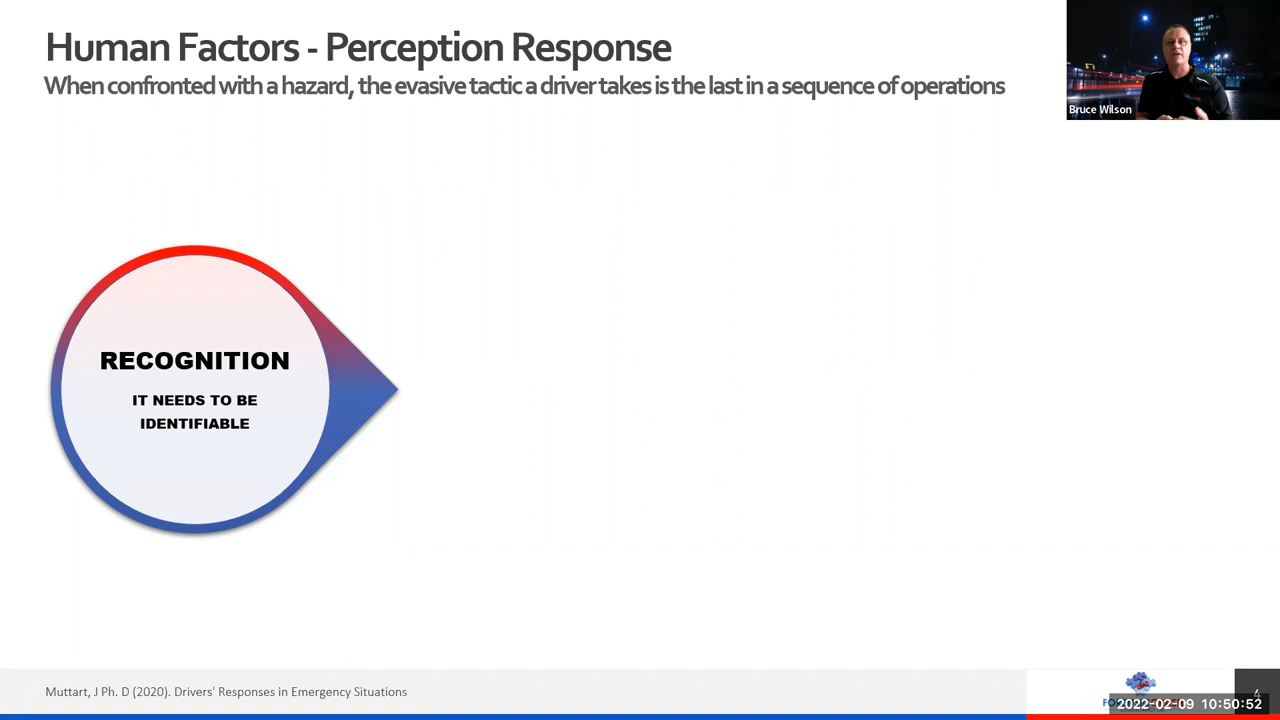 Human Factors - Perception Response
When confronted with a hazard, the evasive tactic a driver takes is the last in a sequence of operations
Bruce Wilson
RECOGNITION
IT NEEDS TO BE
IDENTIFIABLE
Muttart, J Ph. D (2020). Drivers' Responses in Emergency Situations
4
2022-02-09 10:50:52